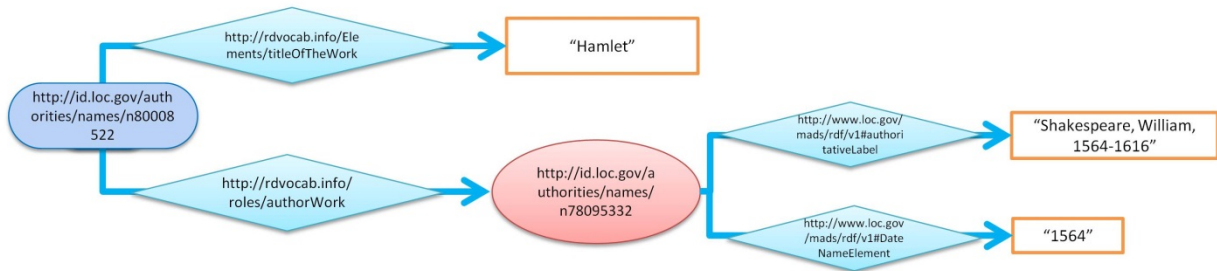 http://rdvocab.info/Ele
ments/titleOfTheWork
“Hamlet”
http://id.loc.gov/auth
orities/names/n80008
522
http://rdvocab.info/
roles/authorWork
http://id.loc.gov/a
uthorities/names/
n78095332
http://www.loc.gov/
mads/rdf/v1#authori
tativeLabel
“Shakespeare, William,
1564-1616”
http://www.loc.gov
/mads/rdf/v1#Date
NameElement
“1564”